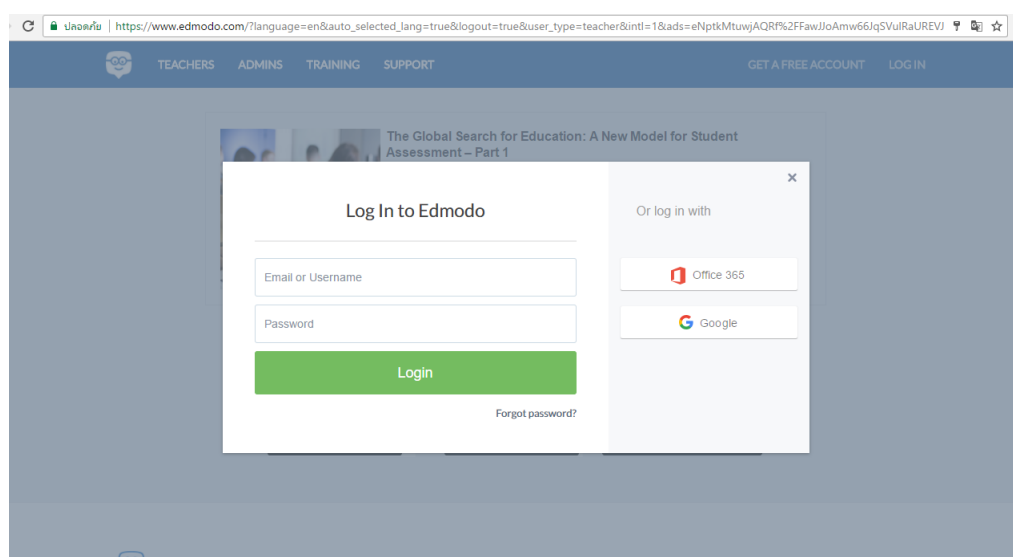 ปลอดภัย | https://www.edmodo.com/?language=en&auto_selected_lang=true&logout=true&user_type=teacher&intl=1&ads=eNptkMtuwjAQRf%2FFawJJoAmw66JqSVulRaUREVJ
TEACHERS ADMINS TRAINING SUPPORT GET A FREE ACCOUNT LOG IN
The Global Search for Education: A New Model for Student
Assessment – Part 1
Log In to Edmodo
Or log in with
Email or Username
Office 365
Password
Google
Login
Forgot password?